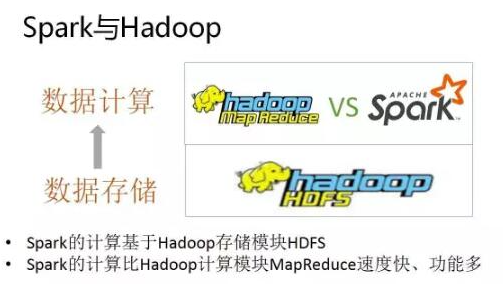 Spark与Hadoop
数据计算
hadoop
Map Reduce
VS
APACHE
Spark™
数据存储
hadoop
HDFS
• Spark的计算基于Hadoop存储模块HDFS
• Spark的计算比Hadoop计算模块MapReduce速度快、功能多